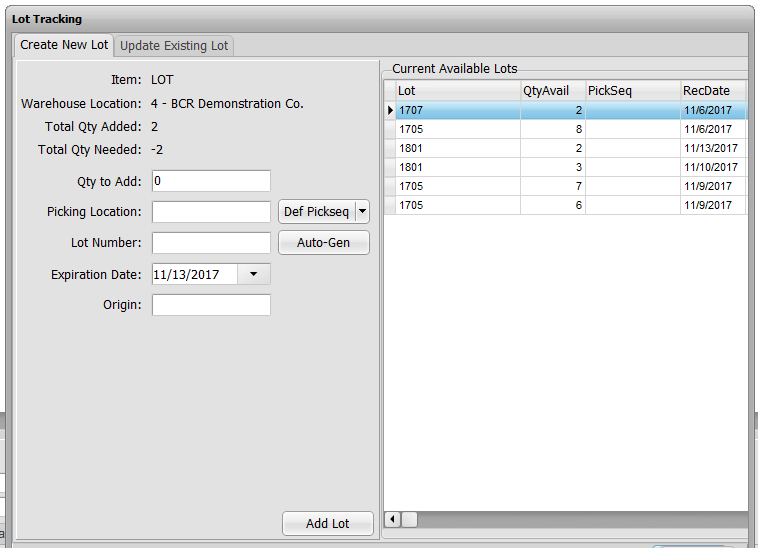 Lot Tracking
Create New Lot Update Existing Lot
Item: LOT
Warehouse Location: 4 - BCR Demonstration Co.
Total Qty Added: 2
Total Qty Needed: -2
Qty to Add: 0
Picking Location: Def Pickseq
Lot Number: Auto-Gen
Expiration Date: 11/13/2017
Origin:
Add Lot
Current Available Lots
Lot QtyAvail PickSeq RecDate
1707 2 11/6/2017
1705 8 11/6/2017
1801 2 11/13/2017
1801 3 11/10/2017
1705 7 11/9/2017
1705 6 11/9/2017